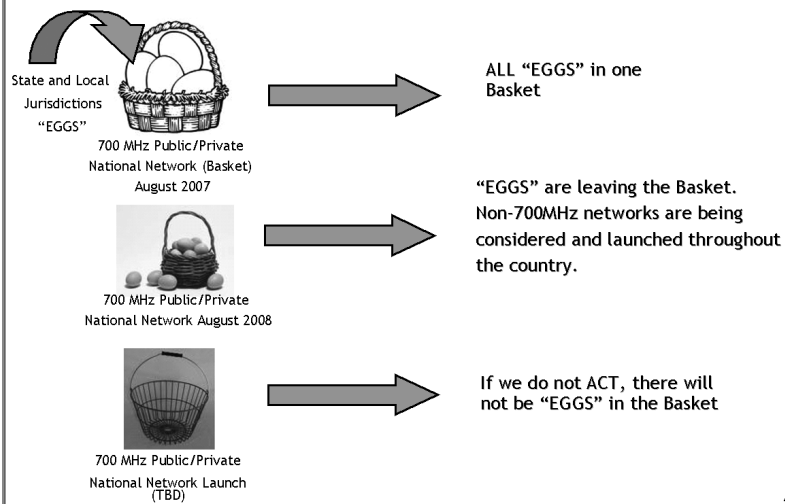 State and Local
Jurisdictions
“EGGS”
700 MHz Public/Private
National Network (Basket)
August 2007
ALL “EGGS” in one
Basket
700 MHz Public/Private
National Network August 2008
“EGGS” are leaving the Basket.
Non-700MHz networks are being
considered and launched throughout
the country.
700 MHz Public/Private
National Network Launch
(TBD)
If we do not ACT, there will
not be “EGGS” in the Basket